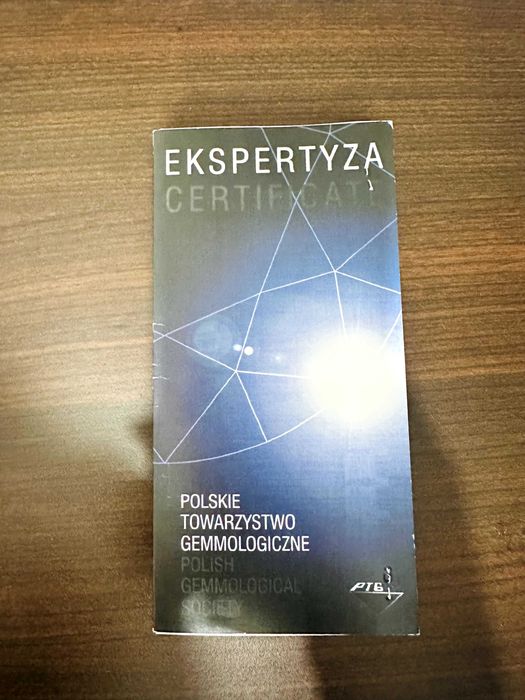 EKSPERTYZA
CERTIFICATE
POLSKIE
TOWARZYSTWO
GEMMOLOGICZNE
POLISH
GEMMOLOGICAL
SOCIETY
PTG